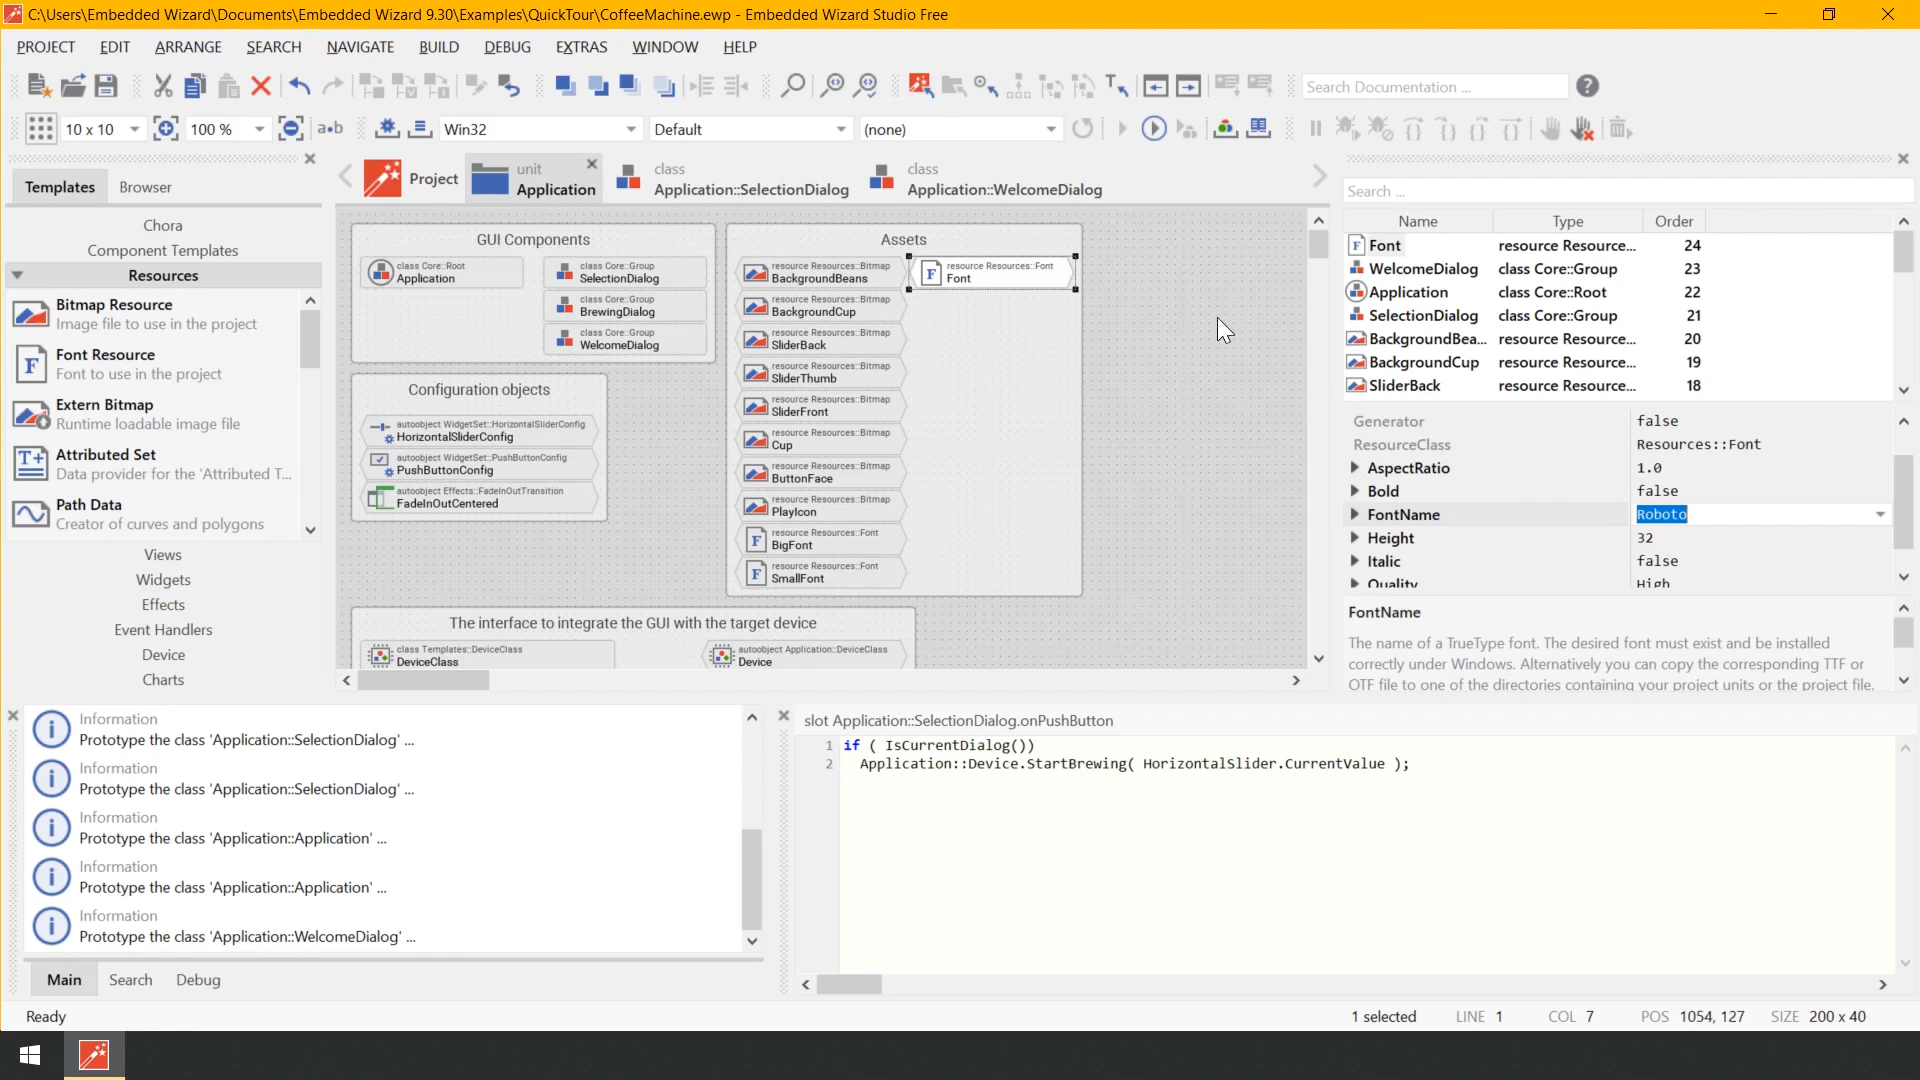 C:\Users\Embedded Wizard\Documents\Embedded Wizard 9.30\Examples\QuickTour\CoffeeMachine.ewp - Embedded Wizard Studio Free
PROJECT EDIT ARRANGE SEARCH NAVIGATE BUILD DEBUG EXTRAS WINDOW HELP
Search Documentation ...
10 x 10 100 % a•b Win32 Default (none)
Templates Browser
Chora
Component Templates
Resources
Bitmap Resource
Image file to use in the project
Font Resource
Font to use in the project
Extern Bitmap
Runtime loadable image file
Attributed Set
Data provider for the 'Attributed T...
Path Data
Creator of curves and polygons
Views
Widgets
Effects
Event Handlers
Device
Charts
Project
unit
Application
class
Application::SelectionDialog
class
Application::WelcomeDialog
GUI Components
class Core::Root
Application
class Core::Group
SelectionDialog
class Core::Group
BrewingDialog
class Core::Group
WelcomeDialog
Configuration objects
autoobject WidgetSet::HorizontalSliderConfig
HorizontalSliderConfig
autoobject WidgetSet::PushButtonConfig
PushButtonConfig
autoobject Effects::FadeInOutTransition
FadeInOutCentered
Assets
resource Resources::Bitmap
BackgroundBeans
resource Resources::Bitmap
BackgroundCup
resource Resources::Bitmap
SliderBack
resource Resources::Bitmap
SliderThumb
resource Resources::Bitmap
SliderFront
resource Resources::Bitmap
Cup
resource Resources::Bitmap
ButtonFace
resource Resources::Bitmap
PlayIcon
resource Resources::Font
BigFont
resource Resources::Font
SmallFont
resource Resources::Font
Font
The interface to integrate the GUI with the target device
class Templates::DeviceClass
DeviceClass
autoobject Application::DeviceClass
Device
Search ...
Name Type Order
Font resource Resource... 24
WelcomeDialog class Core::Group 23
Application class Core::Root 22
SelectionDialog class Core::Group 21
BackgroundBea... resource Resource... 20
BackgroundCup resource Resource... 19
SliderBack resource Resource... 18
Generator false
ResourceClass Resources::Font
AspectRatio 1.0
Bold false
FontName Roboto
Height 32
Italic false
Quality High
FontName
The name of a TrueType font. The desired font must exist and be installed
correctly under Windows. Alternatively you can copy the corresponding TTF or
OTF file to one of the directories containing your project units or the project file.
Information
Prototype the class 'Application::SelectionDialog' ...
Information
Prototype the class 'Application::SelectionDialog' ...
Information
Prototype the class 'Application::Application' ...
Information
Prototype the class 'Application::Application' ...
Information
Prototype the class 'Application::WelcomeDialog' ...
Main Search Debug
slot Application::SelectionDialog.onPushButton
1 if ( IsCurrentDialog())
2 Application::Device.StartBrewing( HorizontalSlider.CurrentValue );
Ready
1 selected LINE 1 COL 7 POS 1054, 127 SIZE 200 x 40